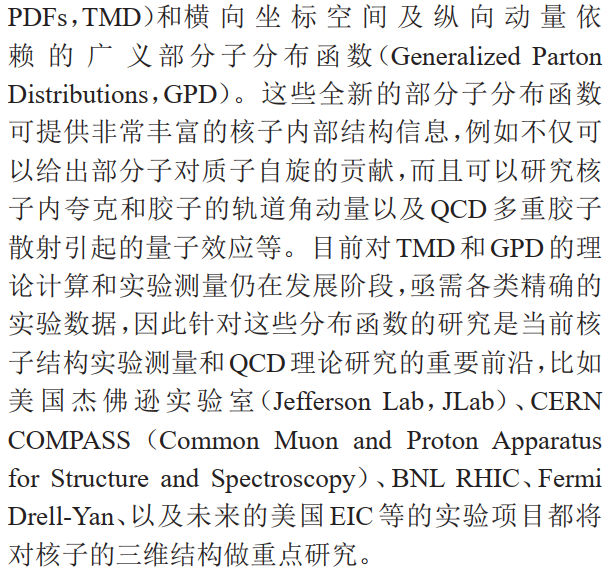 PDFs,TMD)和横向坐标空间及纵向动量依
赖的广义部分子分布函数(Generalized Parton
Distributions,GPD)。这些全新的部分子分布函数
可提供非常丰富的核子内部结构信息,例如不仅可
以给出部分子对质子自旋的贡献,而且可以研究核
子内夸克和胶子的轨道角动量以及QCD多重胶子
散射引起的量子效应等。目前对TMD和GPD的理
论计算和实验测量仍在发展阶段,亟需各类精确的
实验数据,因此针对这些分布函数的研究是当前核
子结构实验测量和QCD理论研究的重要前沿,比如
美国杰佛逊实验室(Jefferson Lab,JLab)、CERN
COMPASS(Common Muon and Proton Apparatus
for Structure and Spectroscopy)、BNL RHIC、Fermi
Drell-Yan、以及未来的美国EIC等的实验项目都将
对核子的三维结构做重点研究。